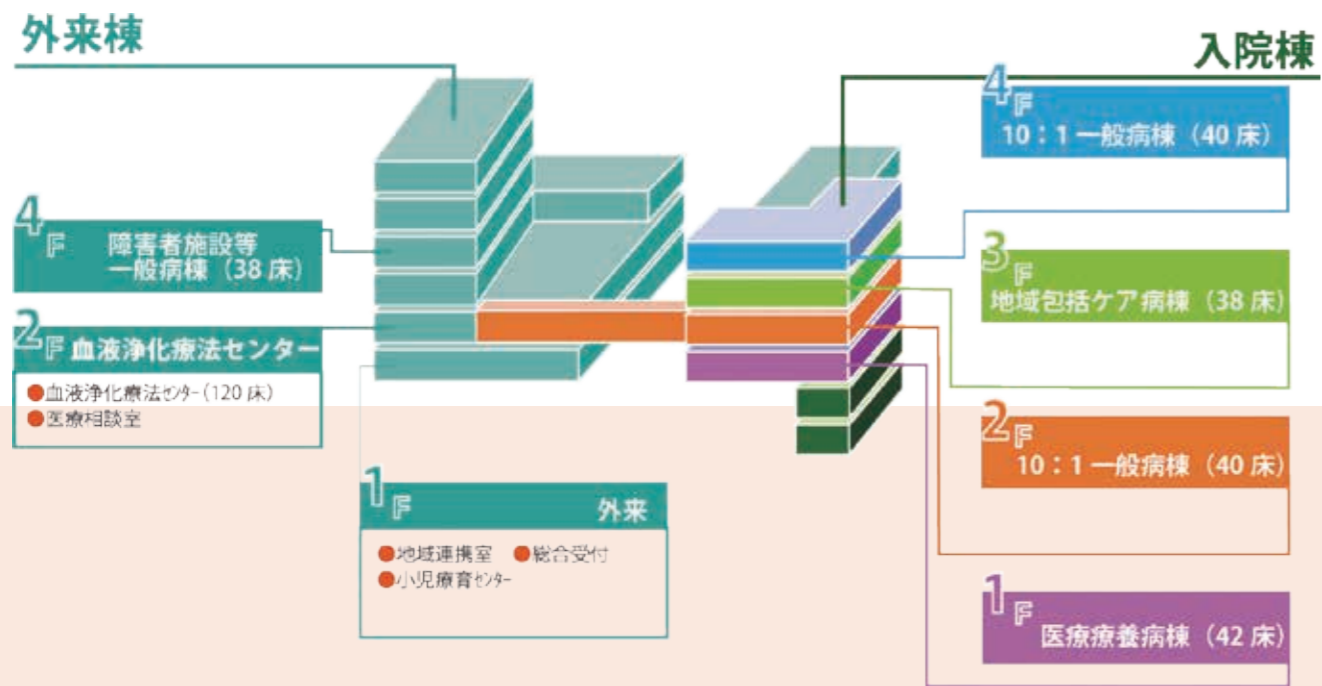 外来棟
4F 障害者施設等
一般病棟（38床）
2F 血液浄化療法センター
●血液浄化療法ｾﾝﾀｰ（120床）
●医療相談室
1F 外来
●地域連携室 ●総合受付
●小児療育ｾﾝﾀｰ
入院棟
4F
10：1 一般病棟（40床）
3F
地域包括ケア病棟（38床）
2F
10：1 一般病棟（40床）
1F
医療療養病棟（42床）